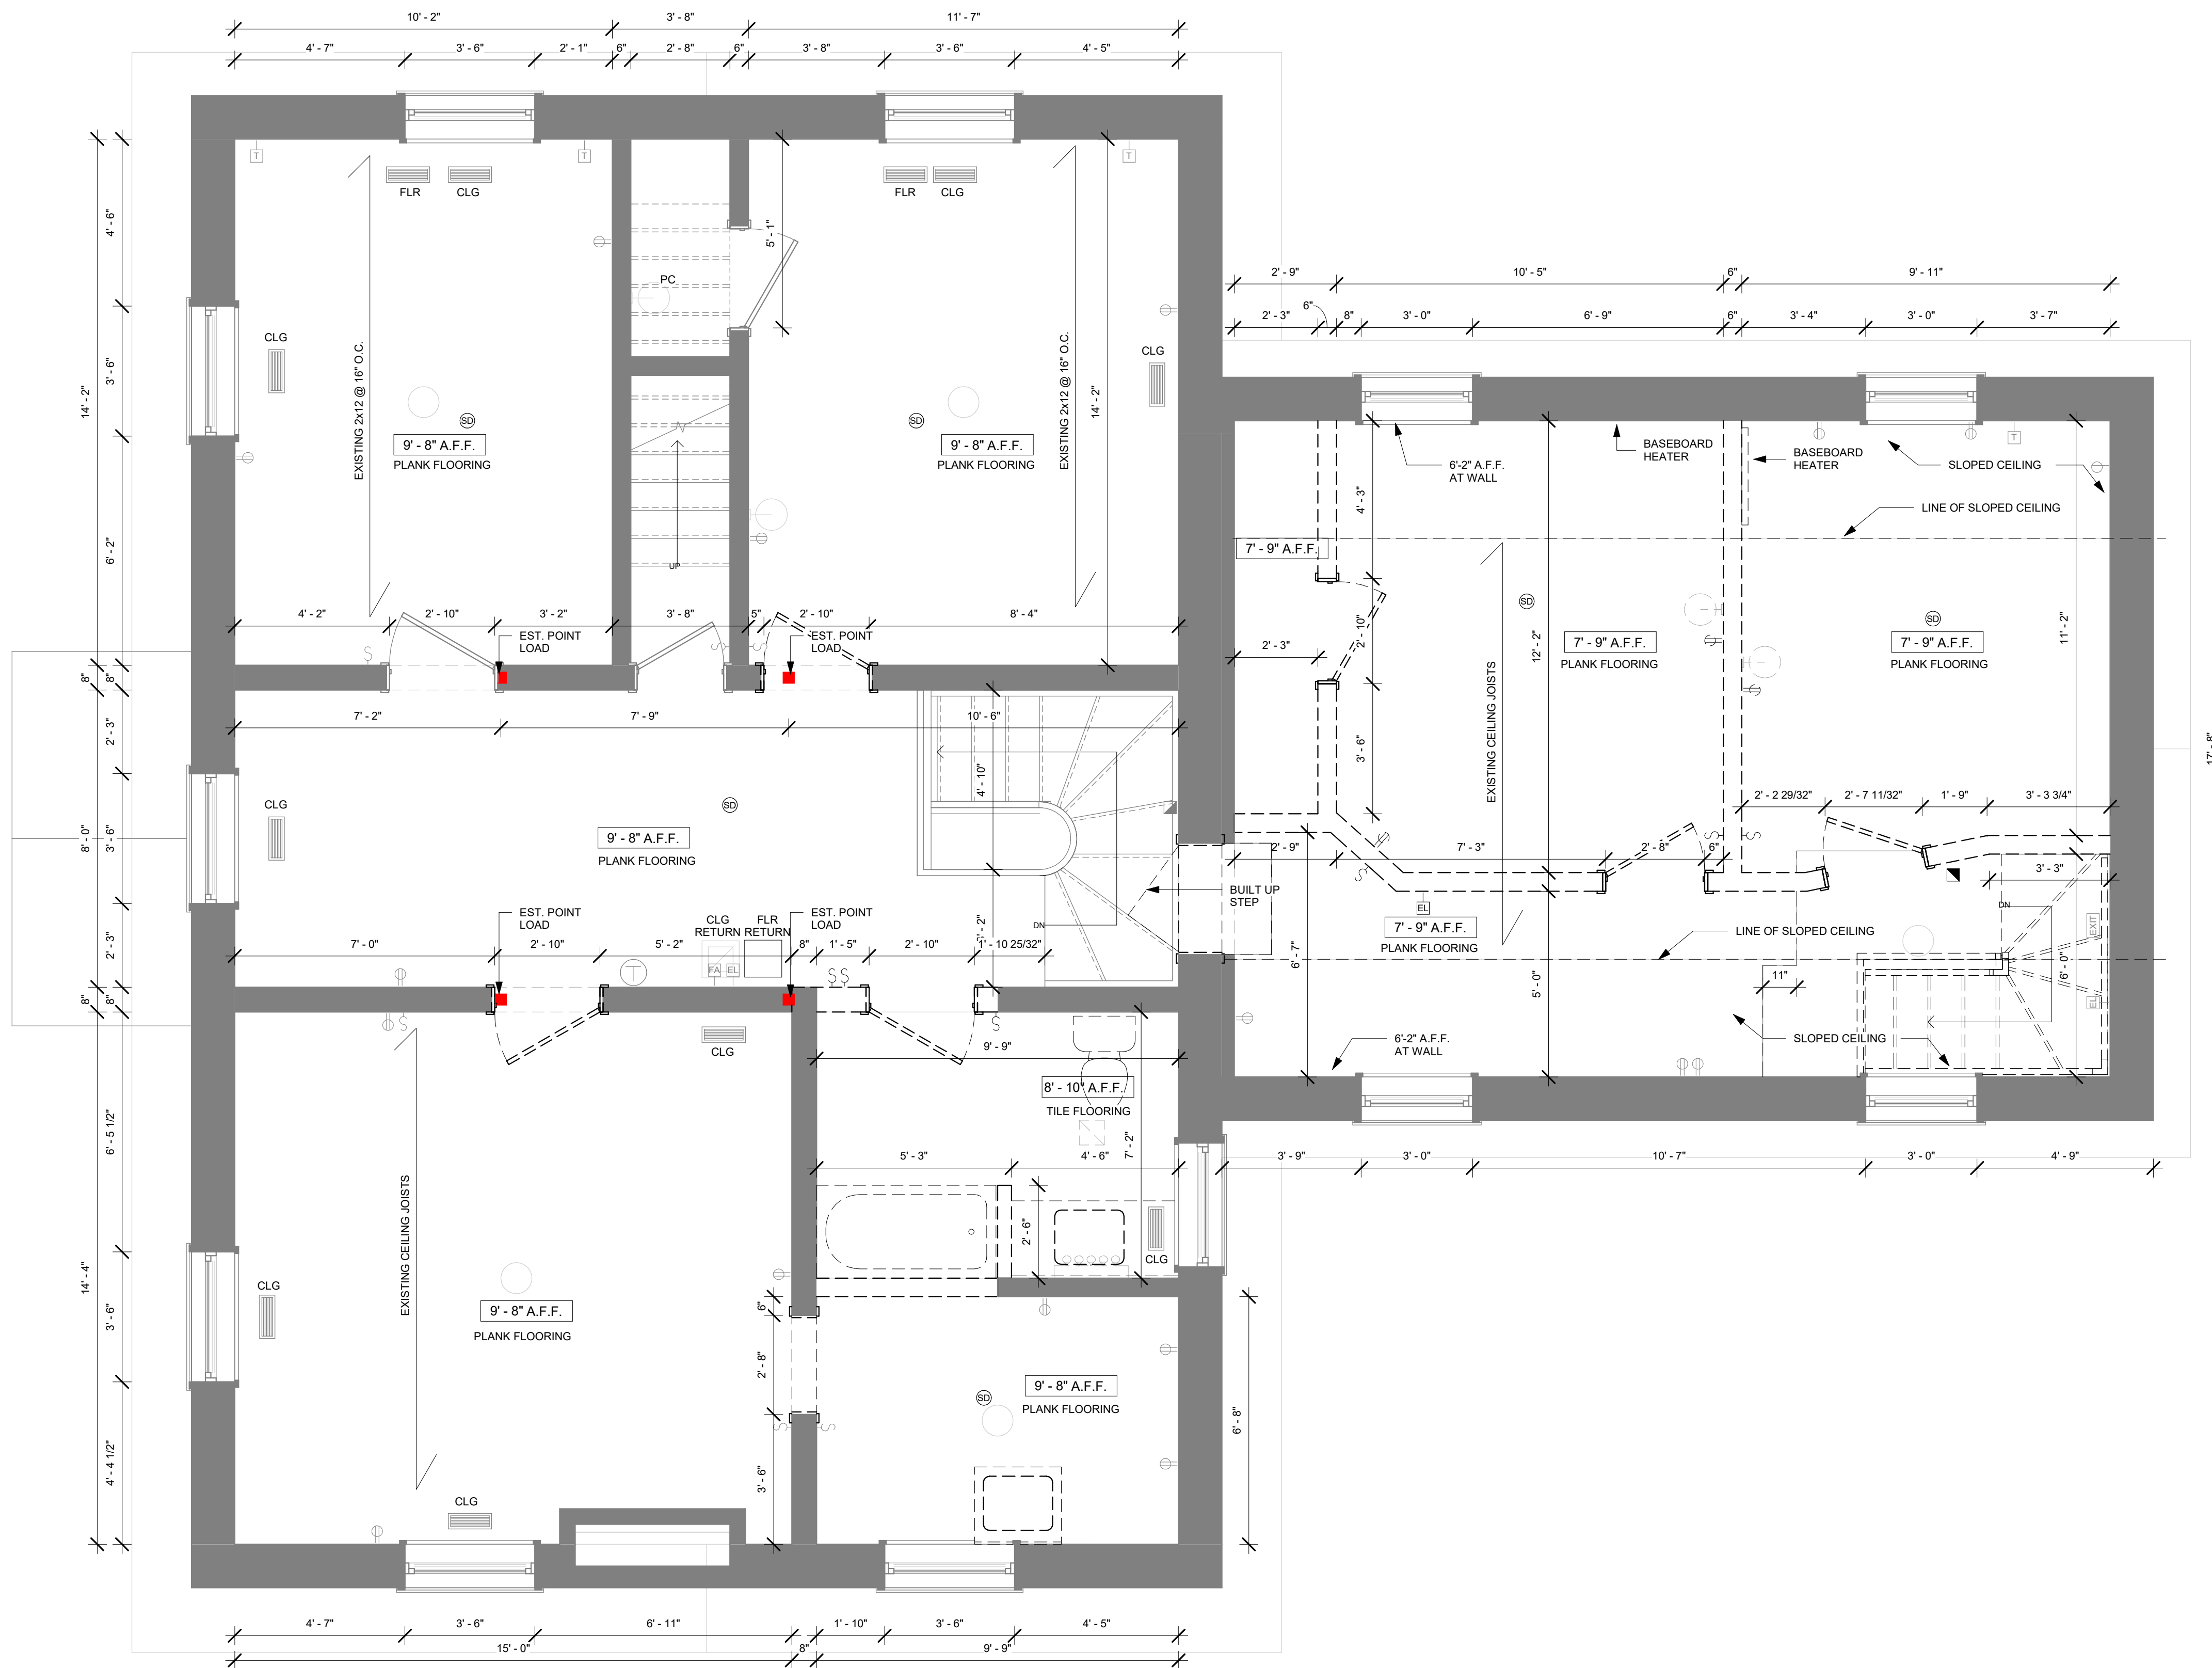 10' - 2" 3' - 8" 11' - 7"
4' - 7" 3' - 6" 2' - 1" 6" 2' - 8" 6" 3' - 8" 3' - 6" 4' - 5"
T T T
FLR CLG FLR CLG
4' - 6"
5' - 1"
PC
2' - 9" 10' - 5" 6" 9' - 11"
6"
2' - 3" 8" 3' - 0" 6' - 9" 6" 3' - 4" 3' - 0" 3' - 7"
CLG
CLG
14' - 2"
3' - 6"
EXISTING 2x12 @ 16" O.C.
EXISTING 2x12 @ 16" O.C.
14' - 2"
SD SD
9' - 8" A.F.F.
PLANK FLOORING
9' - 8" A.F.F.
PLANK FLOORING
6'-2" A.F.F.
AT WALL
BASEBOARD
HEATER
BASEBOARD
HEATER
T
SLOPED CEILING
LINE OF SLOPED CEILING
4' - 3"
6' - 2"
UP
7' - 9" A.F.F.
SD SD
4' - 2" 2' - 10" 3' - 2" 3' - 8" 5" 2' - 10" 8' - 4"
EST. POINT
LOAD
EST. POINT
LOAD
2' - 3"
2' - 10"
12' - 2"
7' - 9" A.F.F.
PLANK FLOORING
7' - 9" A.F.F.
PLANK FLOORING
11' - 2"
8" 8"
7' - 2" 7' - 9" 10' - 6"
2' - 3"
3' - 6"
EXISTING CEILING JOISTS
17' - 8"
4' - 10"
CLG
SD
8' - 0"
3' - 6"
9' - 8" A.F.F.
PLANK FLOORING
2' - 2 29/32" 2' - 7 11/32" 1' - 9" 3' - 3 3/4"
2' - 9" 7' - 3" 2' - 8" 6"
3' - 3"
BUILT UP
STEP
DN
DN
EL
EXIT
7' - 9" A.F.F.
PLANK FLOORING
LINE OF SLOPED CEILING
EST. POINT
LOAD
CLG
RETURN
FLR
RETURN
EST. POINT
LOAD
7' - 0" 2' - 10" 5' - 2" 8" 1' - 5" 2' - 10" 1' - 10 25/32"
2' - 3"
6' - 7"
5' - 0"
11"
6' - 0"
EL
T
FA EL
8" 8"
CLG
9' - 9"
6'-2" A.F.F.
AT WALL
SLOPED CEILING
8' - 10" A.F.F.
TILE FLOORING
6' - 5 1/2"
7' - 2"
5' - 3" 4' - 6" 3' - 9" 3' - 0" 10' - 7" 3' - 0" 4' - 9"
EXISTING CEILING JOISTS
2' - 6"
CLG
14' - 4"
CLG
3' - 6"
9' - 8" A.F.F.
PLANK FLOORING
6"
2' - 8"
SD
9' - 8" A.F.F.
PLANK FLOORING
6' - 8"
4' - 4 1/2"
3' - 6"
CLG
4' - 7" 3' - 6" 6' - 11" 1' - 10" 3' - 6" 4' - 5"
15' - 0" 8" 9' - 9"